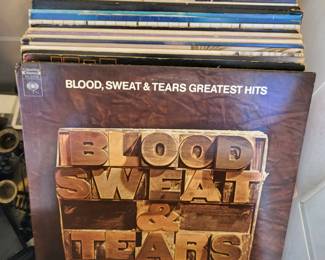 BLOOD, SWEAT & TEARS GREATEST HITS
BLOOD
SWEAT
&
TEARS